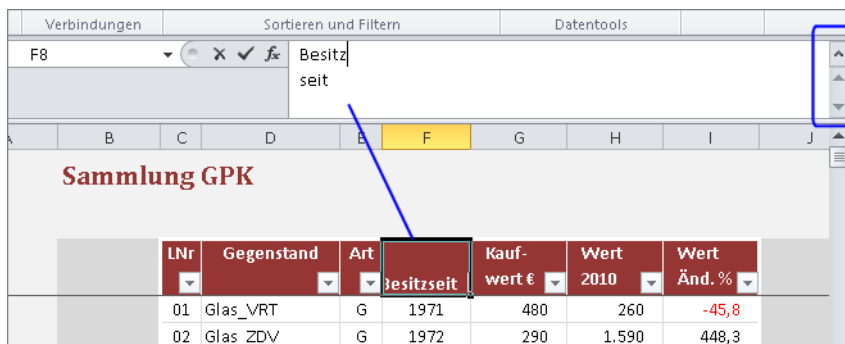 Verbindungen Sortieren und Filtern Datentools
F8 fx Besitz
seit
B C D E F G H I J
Sammlung GPK
LNr Gegenstand Art Besitzseit Kauf-
wert € Wert
2010 Wert
Änd. %
01 Glas_VRT G 1971 480 260 -45,8
02 Glas_ZDV G 1972 290 1.590 448,3